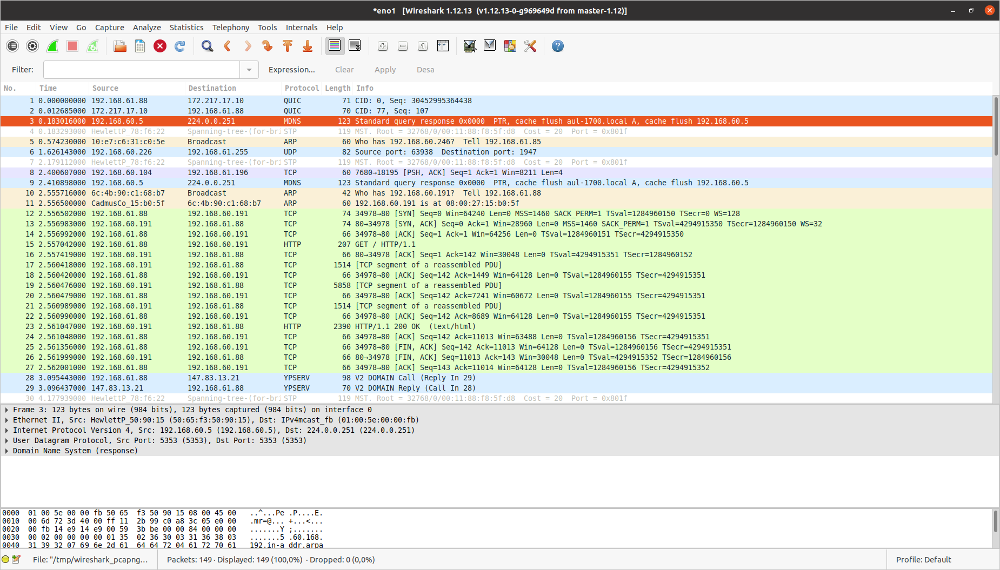 *eno1   [Wireshark 1.12.13  (v1.12.13-0-g969649d from master-1.12)]
File Edit View Go Capture Analyze Statistics Telephony Tools Internals Help
Filter: Expression... Clear Apply Desa
No. Time Source Destination Protocol Length Info
1 0.000000000 192.168.61.88 172.217.17.10 QUIC 71 CID: 0, Seq: 30452995364438
2 0.012685000 172.217.17.10 192.168.61.88 QUIC 70 CID: 77, Seq: 107
3 0.183016000 192.168.60.5 224.0.0.251 MDNS 123 Standard query response 0x0000  PTR, cache flush aul-1700.local A, cache flush 192.168.60.5
4 0.183293000 HewlettP_78:f6:22 Spanning-tree-(for-bri STP 119 MST. Root = 32768/0/00:11:88:f8:5f:d8  Cost = 20  Port = 0x801f
5 0.574230000 10:e7:c6:31:c0:5e Broadcast ARP 60 Who has 192.168.60.246?  Tell 192.168.61.85
6 1.626143000 192.168.60.226 192.168.61.255 UDP 82 Source port: 63938  Destination port: 1947
7 2.179112000 HewlettP_78:f6:22 Spanning-tree-(for-bri STP 119 MST. Root = 32768/0/00:11:88:f8:5f:d8  Cost = 20  Port = 0x801f
8 2.400607000 192.168.60.104 192.168.61.196 TCP 60 7680→18195 [PSH, ACK] Seq=1 Ack=1 Win=8211 Len=4
9 2.410898000 192.168.60.5 224.0.0.251 MDNS 123 Standard query response 0x0000  PTR, cache flush aul-1700.local A, cache flush 192.168.60.5
10 2.555716000 6c:4b:90:c1:68:b7 Broadcast ARP 42 Who has 192.168.60.191?  Tell 192.168.61.88
11 2.556500000 CadmusCo_15:b0:5f 6c:4b:90:c1:68:b7 ARP 60 192.168.60.191 is at 08:00:27:15:b0:5f
12 2.556502000 192.168.61.88 192.168.60.191 TCP 74 34978→80 [SYN] Seq=0 Win=64240 Len=0 MSS=1460 SACK_PERM=1 TSval=1284960150 TSecr=0 WS=128
13 2.556983000 192.168.60.191 192.168.61.88 TCP 74 80→34978 [SYN, ACK] Seq=0 Ack=1 Win=28960 Len=0 MSS=1460 SACK_PERM=1 TSval=4294915350 TSecr=1284960150 WS=32
14 2.556992000 192.168.61.88 192.168.60.191 TCP 66 34978→80 [ACK] Seq=1 Ack=1 Win=64256 Len=0 TSval=1284960151 TSecr=4294915350
15 2.557042000 192.168.61.88 192.168.60.191 HTTP 207 GET / HTTP/1.1
16 2.557419000 192.168.60.191 192.168.61.88 TCP 66 80→34978 [ACK] Seq=1 Ack=142 Win=30048 Len=0 TSval=4294915351 TSecr=1284960152
17 2.560418000 192.168.60.191 192.168.61.88 TCP 1514 [TCP segment of a reassembled PDU]
18 2.560420000 192.168.61.88 192.168.60.191 TCP 66 34978→80 [ACK] Seq=142 Ack=1449 Win=64128 Len=0 TSval=1284960155 TSecr=4294915351
19 2.560476000 192.168.60.191 192.168.61.88 TCP 5858 [TCP segment of a reassembled PDU]
20 2.560479000 192.168.61.88 192.168.60.191 TCP 66 34978→80 [ACK] Seq=142 Ack=7241 Win=60672 Len=0 TSval=1284960155 TSecr=4294915351
21 2.560989000 192.168.60.191 192.168.61.88 TCP 1514 [TCP segment of a reassembled PDU]
22 2.560990000 192.168.61.88 192.168.60.191 TCP 66 34978→80 [ACK] Seq=142 Ack=8689 Win=64128 Len=0 TSval=1284960155 TSecr=4294915351
23 2.561047000 192.168.60.191 192.168.61.88 HTTP 2390 HTTP/1.1 200 OK  (text/html)
24 2.561048000 192.168.61.88 192.168.60.191 TCP 66 34978→80 [ACK] Seq=142 Ack=11013 Win=63488 Len=0 TSval=1284960156 TSecr=4294915351
25 2.561356000 192.168.61.88 192.168.60.191 TCP 66 34978→80 [FIN, ACK] Seq=142 Ack=11013 Win=64128 Len=0 TSval=1284960156 TSecr=4294915351
26 2.561999000 192.168.60.191 192.168.61.88 TCP 66 80→34978 [FIN, ACK] Seq=11013 Ack=143 Win=30048 Len=0 TSval=4294915352 TSecr=1284960156
27 2.562001000 192.168.61.88 192.168.60.191 TCP 66 34978→80 [ACK] Seq=143 Ack=11014 Win=64128 Len=0 TSval=1284960156 TSecr=4294915352
28 3.095443000 192.168.61.88 147.83.13.21 YPSERV 98 V2 DOMAIN Call (Reply In 29)
29 3.096437000 147.83.13.21 192.168.61.88 YPSERV 70 V2 DOMAIN Reply (Call In 28)
30 4.177939000 HewlettP_78:f6:22 Spanning-tree-(for-bri STP 119 MST. Root = 32768/0/00:11:88:f8:5f:d8  Cost = 20  Port = 0x801f
Frame 3: 123 bytes on wire (984 bits), 123 bytes captured (984 bits) on interface 0
Ethernet II, Src: HewlettP_50:90:15 (50:65:f3:50:90:15), Dst: IPv4mcast_fb (01:00:5e:00:00:fb)
Internet Protocol Version 4, Src: 192.168.60.5 (192.168.60.5), Dst: 224.0.0.251 (224.0.0.251)
User Datagram Protocol, Src Port: 5353 (5353), Dst Port: 5353 (5353)
Domain Name System (response)
0000  01 00 5e 00 00 fb 50 65  f3 50 90 15 08 00 45 00   ..^...Pe .P....E.
0010  00 6d 72 3d 40 00 ff 11  2b 99 c0 a8 3c 05 e0 00   .mr=@... +...<...
0020  00 fb 14 e9 14 e9 00 59  3b be 00 00 84 00 00 00   .......Y ;.......
0030  00 02 00 00 00 00 01 35  02 36 30 03 31 36 38 03   .......5 .60.168.
0040  31 39 32 07 69 6e 2d 61  64 64 72 04 61 72 70 61   192.in-a ddr.arpa
File: "/tmp/wireshark_pcapng... Packets: 149 · Displayed: 149 (100,0%)  · Dropped: 0 (0,0%) Profile: Default